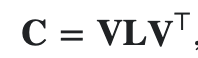 C = VLV⊤,